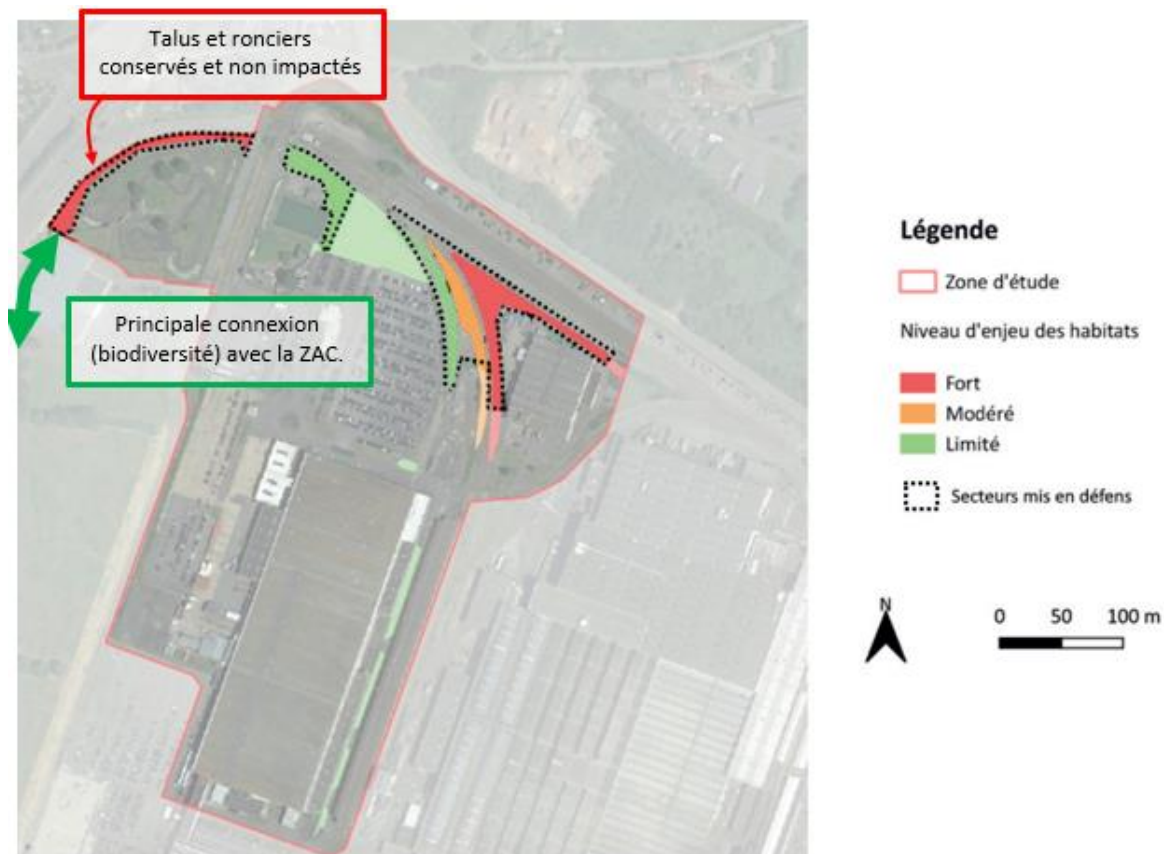 Talus et ronciers
conservés et non impactés
Principale connexion
(biodiversité) avec la ZAC.
Légende
Zone d'étude
Niveau d'enjeu des habitats
Fort
Modéré
Limité
Secteurs mis en défens
N
0 50 100 m